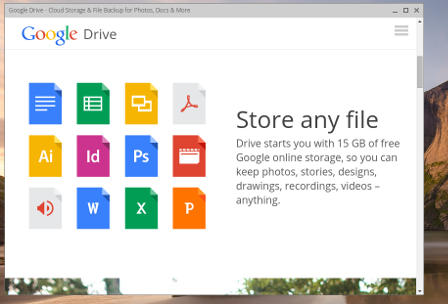 Google Drive - Cloud Storage & File Backup for Photos, Docs & More
Google Drive
Ai Id Ps
W X P
Store any file
Drive starts you with 15 GB of free
Google online storage, so you can
keep photos, stories, designs,
drawings, recordings, videos –
anything.